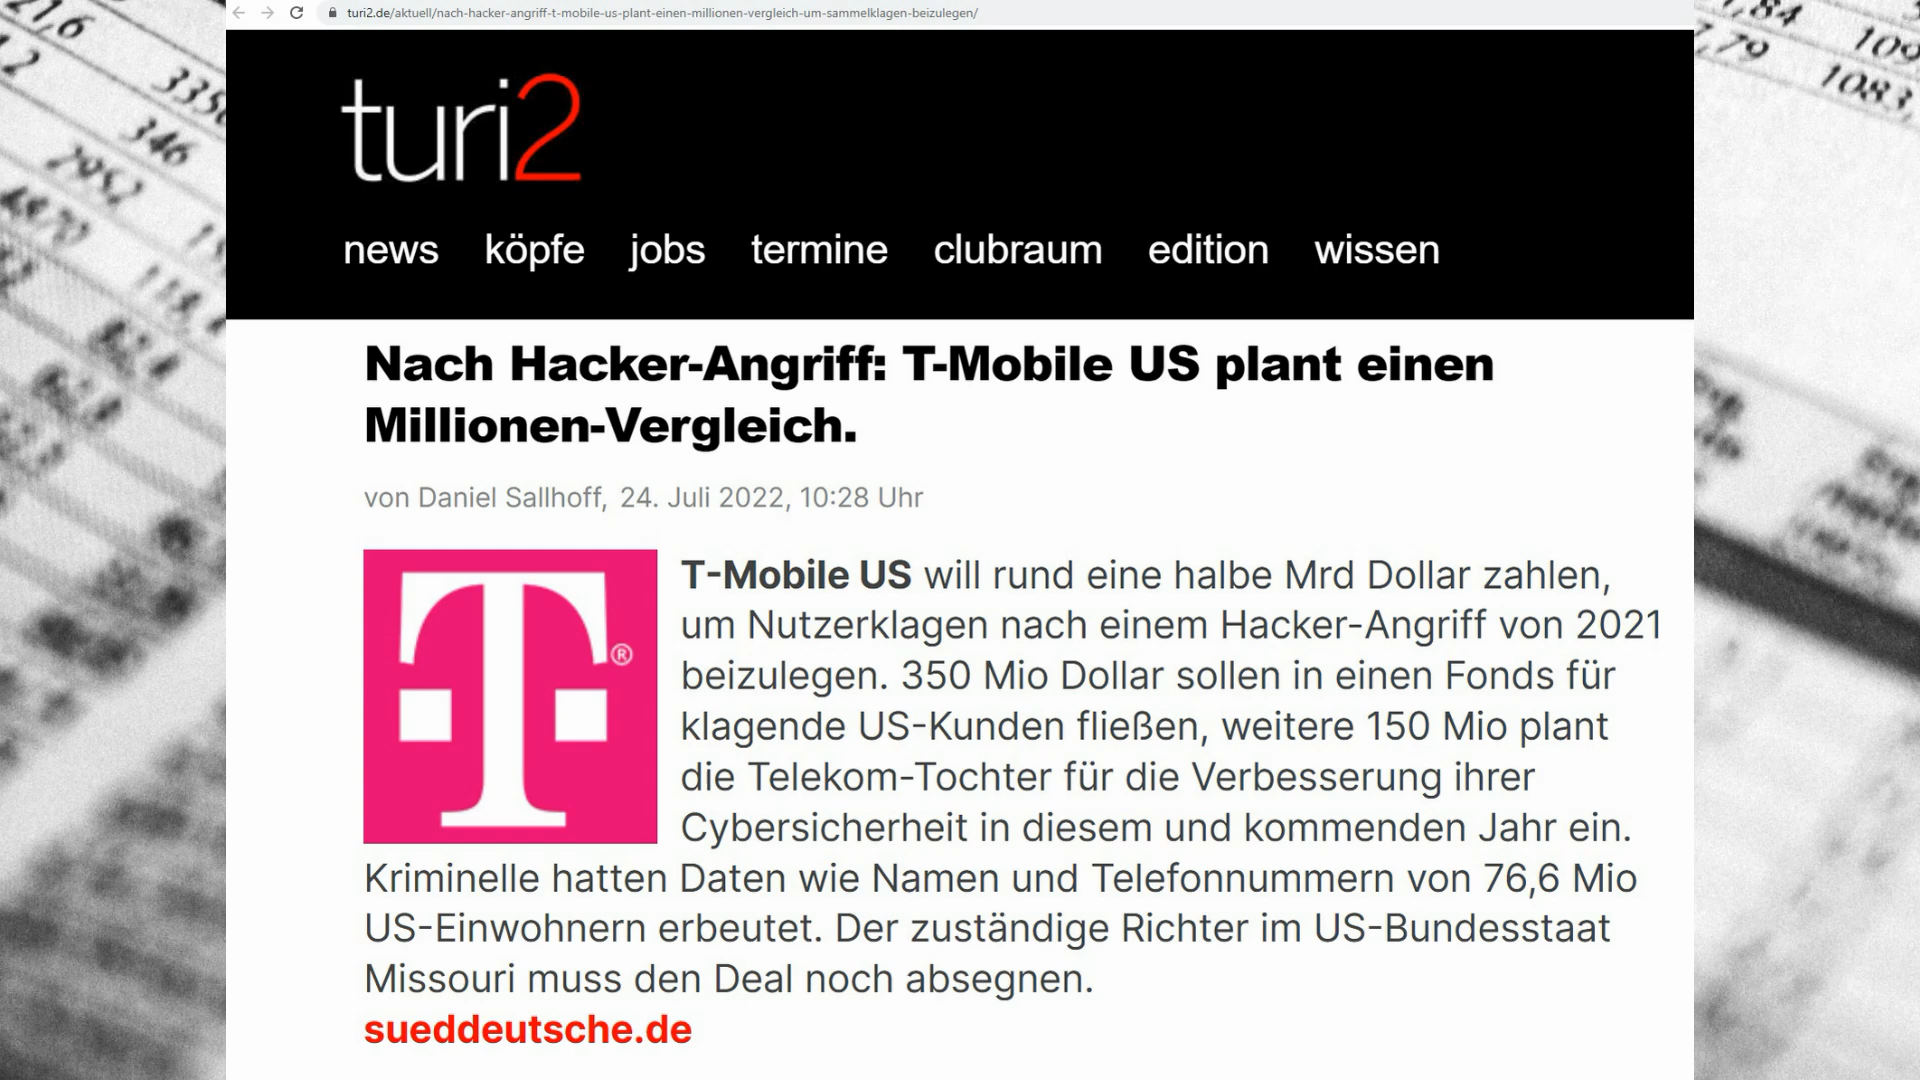 turi2.de/aktuell/nach-hacker-angriff-t-mobile-us-plant-einen-millionen-vergleich-um-sammelklagen-beizulegen/
turi2
news köpfe jobs termine clubraum edition wissen
Nach Hacker-Angriff: T-Mobile US plant einen
Millionen-Vergleich.
von Daniel Sallhoff, 24. Juli 2022, 10:28 Uhr
T ®
T-Mobile US will rund eine halbe Mrd Dollar zahlen,
um Nutzerklagen nach einem Hacker-Angriff von 2021
beizulegen. 350 Mio Dollar sollen in einen Fonds für
klagende US-Kunden fließen, weitere 150 Mio plant
die Telekom-Tochter für die Verbesserung ihrer
Cybersicherheit in diesem und kommenden Jahr ein.
Kriminelle hatten Daten wie Namen und Telefonnummern von 76,6 Mio
US-Einwohnern erbeutet. Der zuständige Richter im US-Bundesstaat
Missouri muss den Deal noch absegnen.
sueddeutsche.de
346
2952
4870